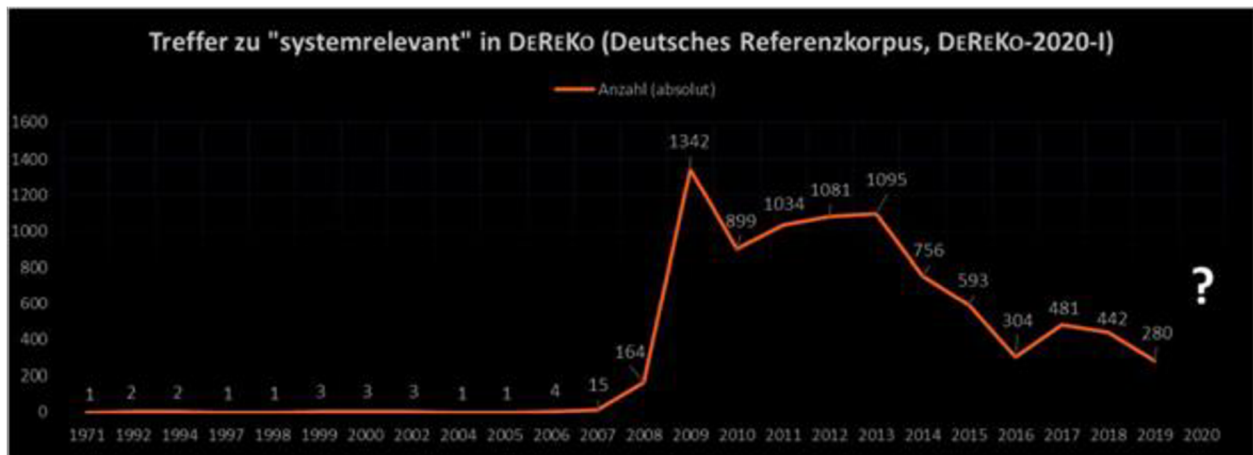 Treffer zu "systemrelevant" in DEREKO (Deutsches Referenzkorpus, DEREKO-2020-I)
Anzahl (absolut)
1600
1400
1200
1000
800
600
400
200
0
1 2 2 1 1 3 3 3 1 1 4 15 164 1342 899 1034 1081 1095 756 593 304 481 442 280 ?
1971 1992 1994 1997 1998 1999 2000 2002 2004 2005 2006 2007 2008 2009 2010 2011 2012 2013 2014 2015 2016 2017 2018 2019 2020